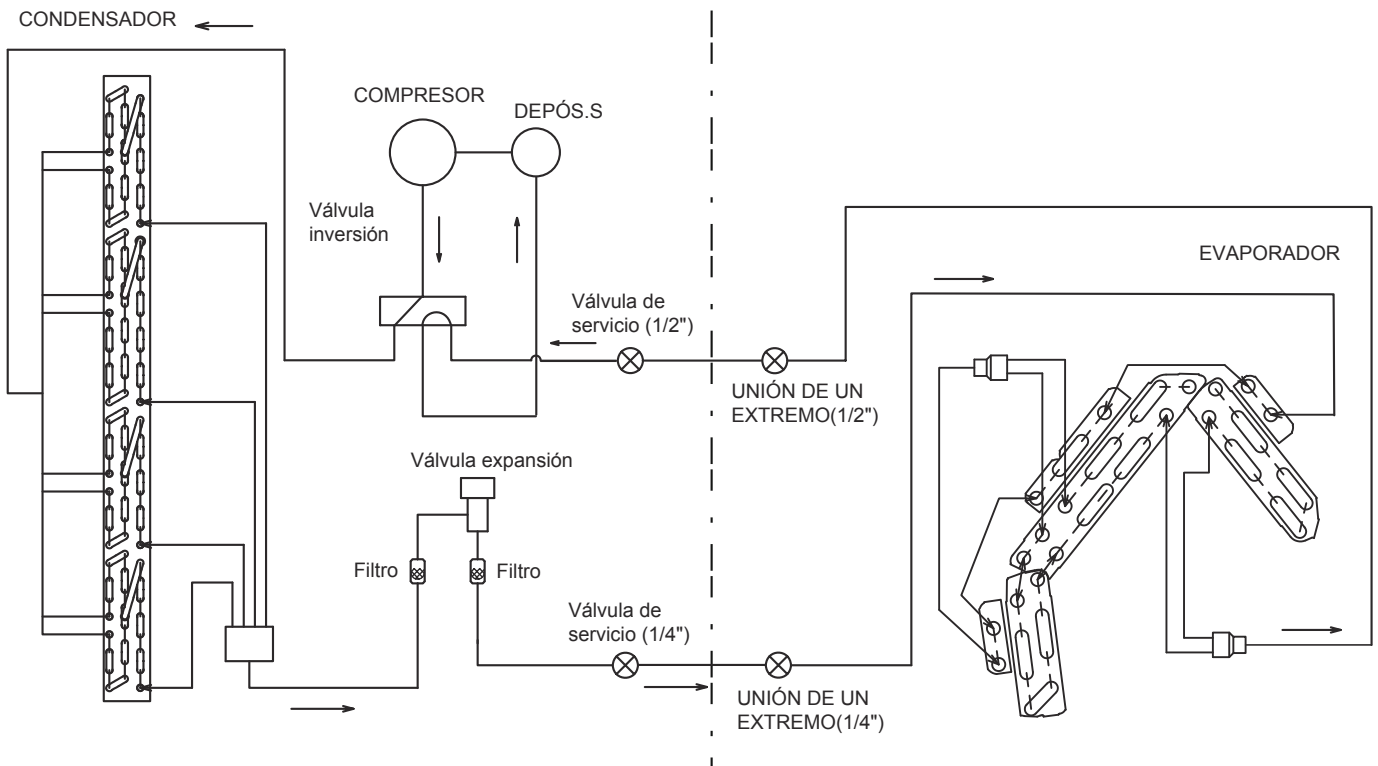 CONDENSADOR
COMPRESOR
DEPÓS.S
Válvula
inversión
EVAPORADOR
Válvula de
servicio (1/2")
UNIÓN DE UN
EXTREMO(1/2")
Válvula expansión
Filtro
Filtro
Válvula de
servicio (1/4")
UNIÓN DE UN
EXTREMO(1/4")